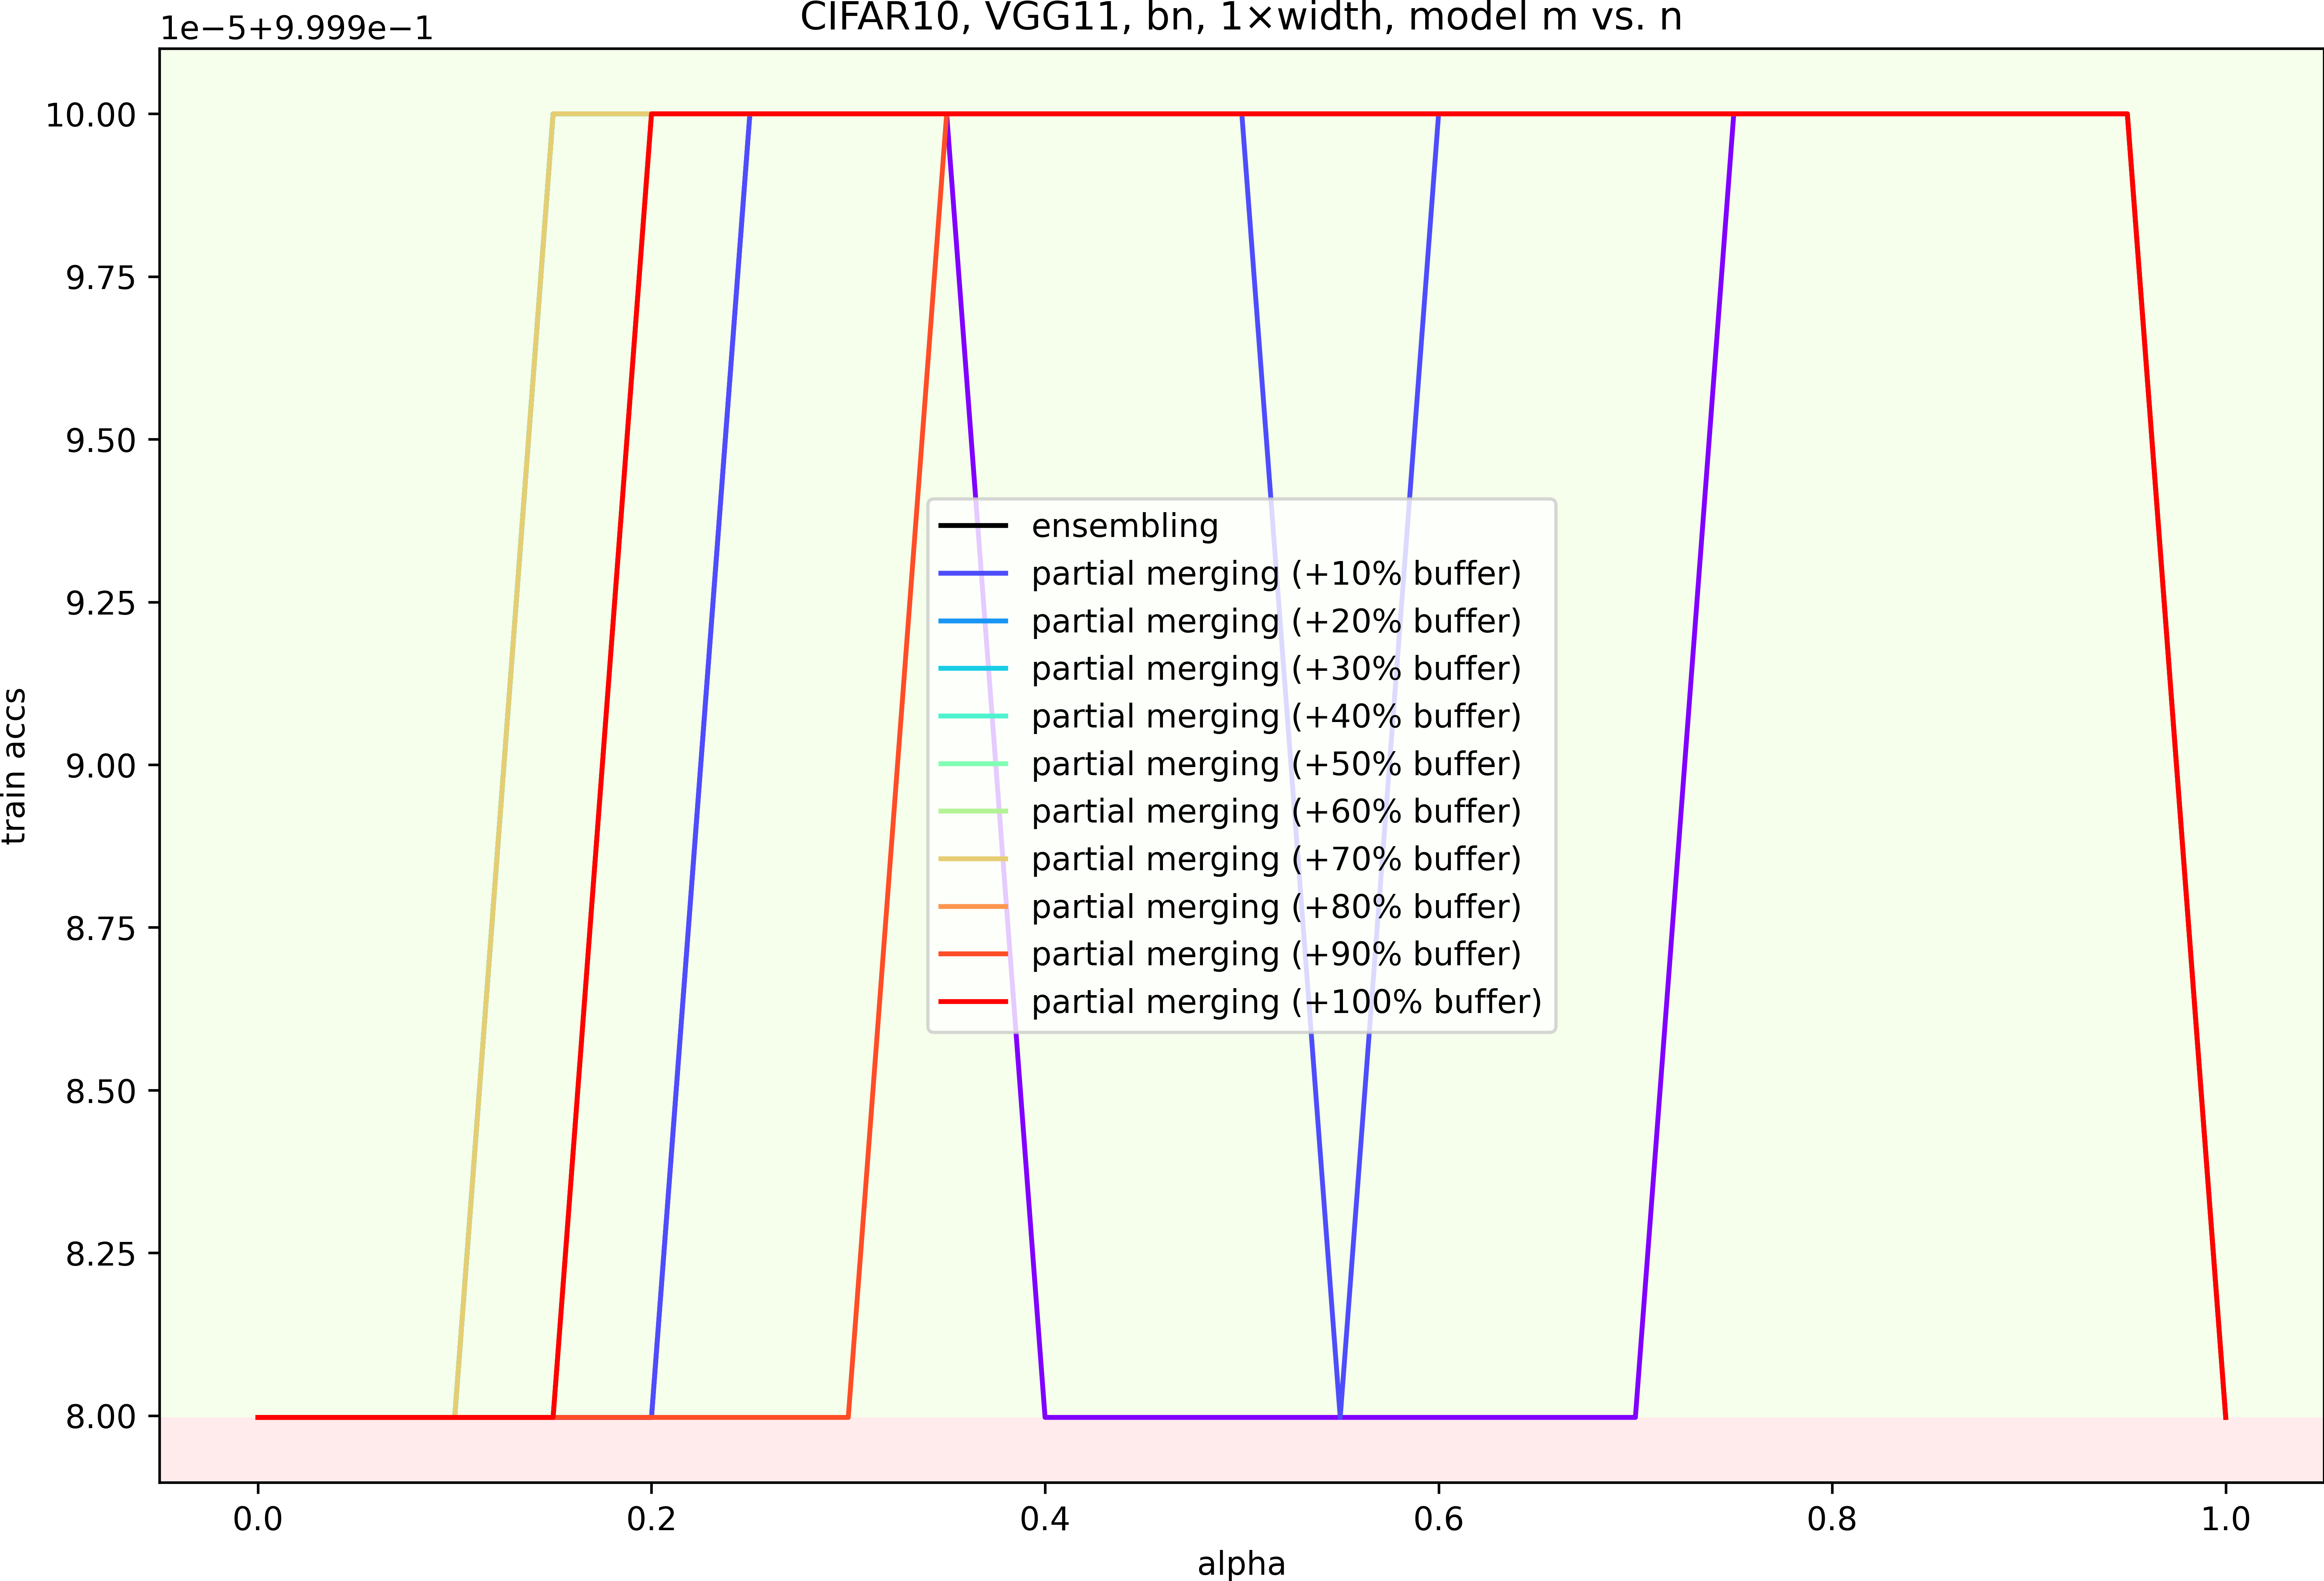 CIFAR10, VGG11, bn, 1×width, model m vs. n
1e−5+9.999e−1
10.00
9.75
9.50
9.25
9.00
8.75
8.50
8.25
8.00
train accs
ensembling
partial merging (+10% buffer)
partial merging (+20% buffer)
partial merging (+30% buffer)
partial merging (+40% buffer)
partial merging (+50% buffer)
partial merging (+60% buffer)
partial merging (+70% buffer)
partial merging (+80% buffer)
partial merging (+90% buffer)
partial merging (+100% buffer)
0.0 0.2 0.4 0.6 0.8 1.0
alpha